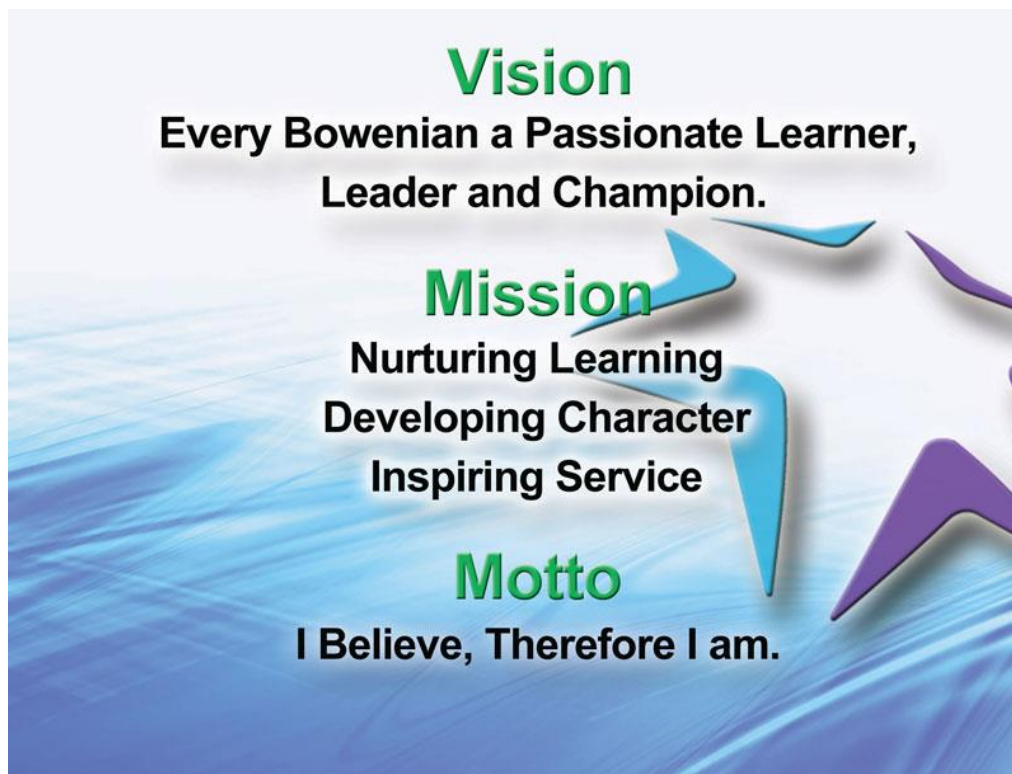 Vision
Every Bowenian a Passionate Learner,
Leader and Champion.
Mission
Nurturing Learning
Developing Character
Inspiring Service
Motto
I Believe, Therefore I am.